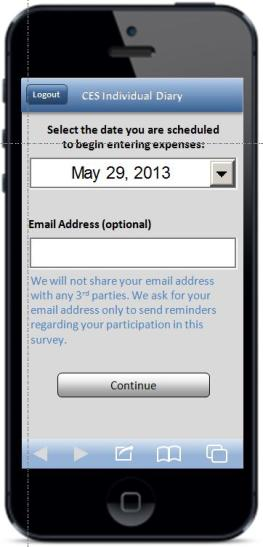 Logout CES Individual Diary
Select the date you are scheduled
to begin entering expenses:
May 29, 2013
Email Address (optional)
We will not share your email address
with any 3rd parties. We ask for your
email address only to send reminders
regarding your participation in this
survey.
Continue